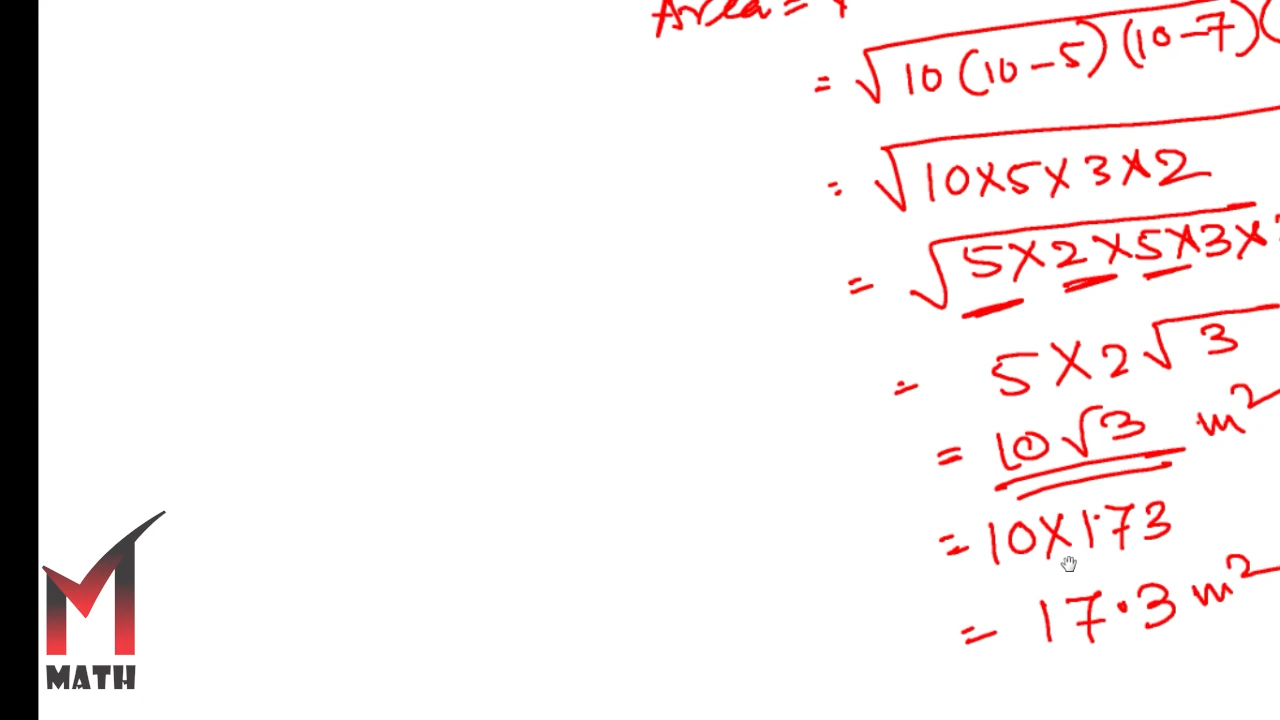 Area =
= √10(10-5)(10-7)(
= √10×5×3×2
= √5×2×5×3×
= 5×2√3
= 10√3 m²
= 10×1.73
= 17.3 m²
M
MATH